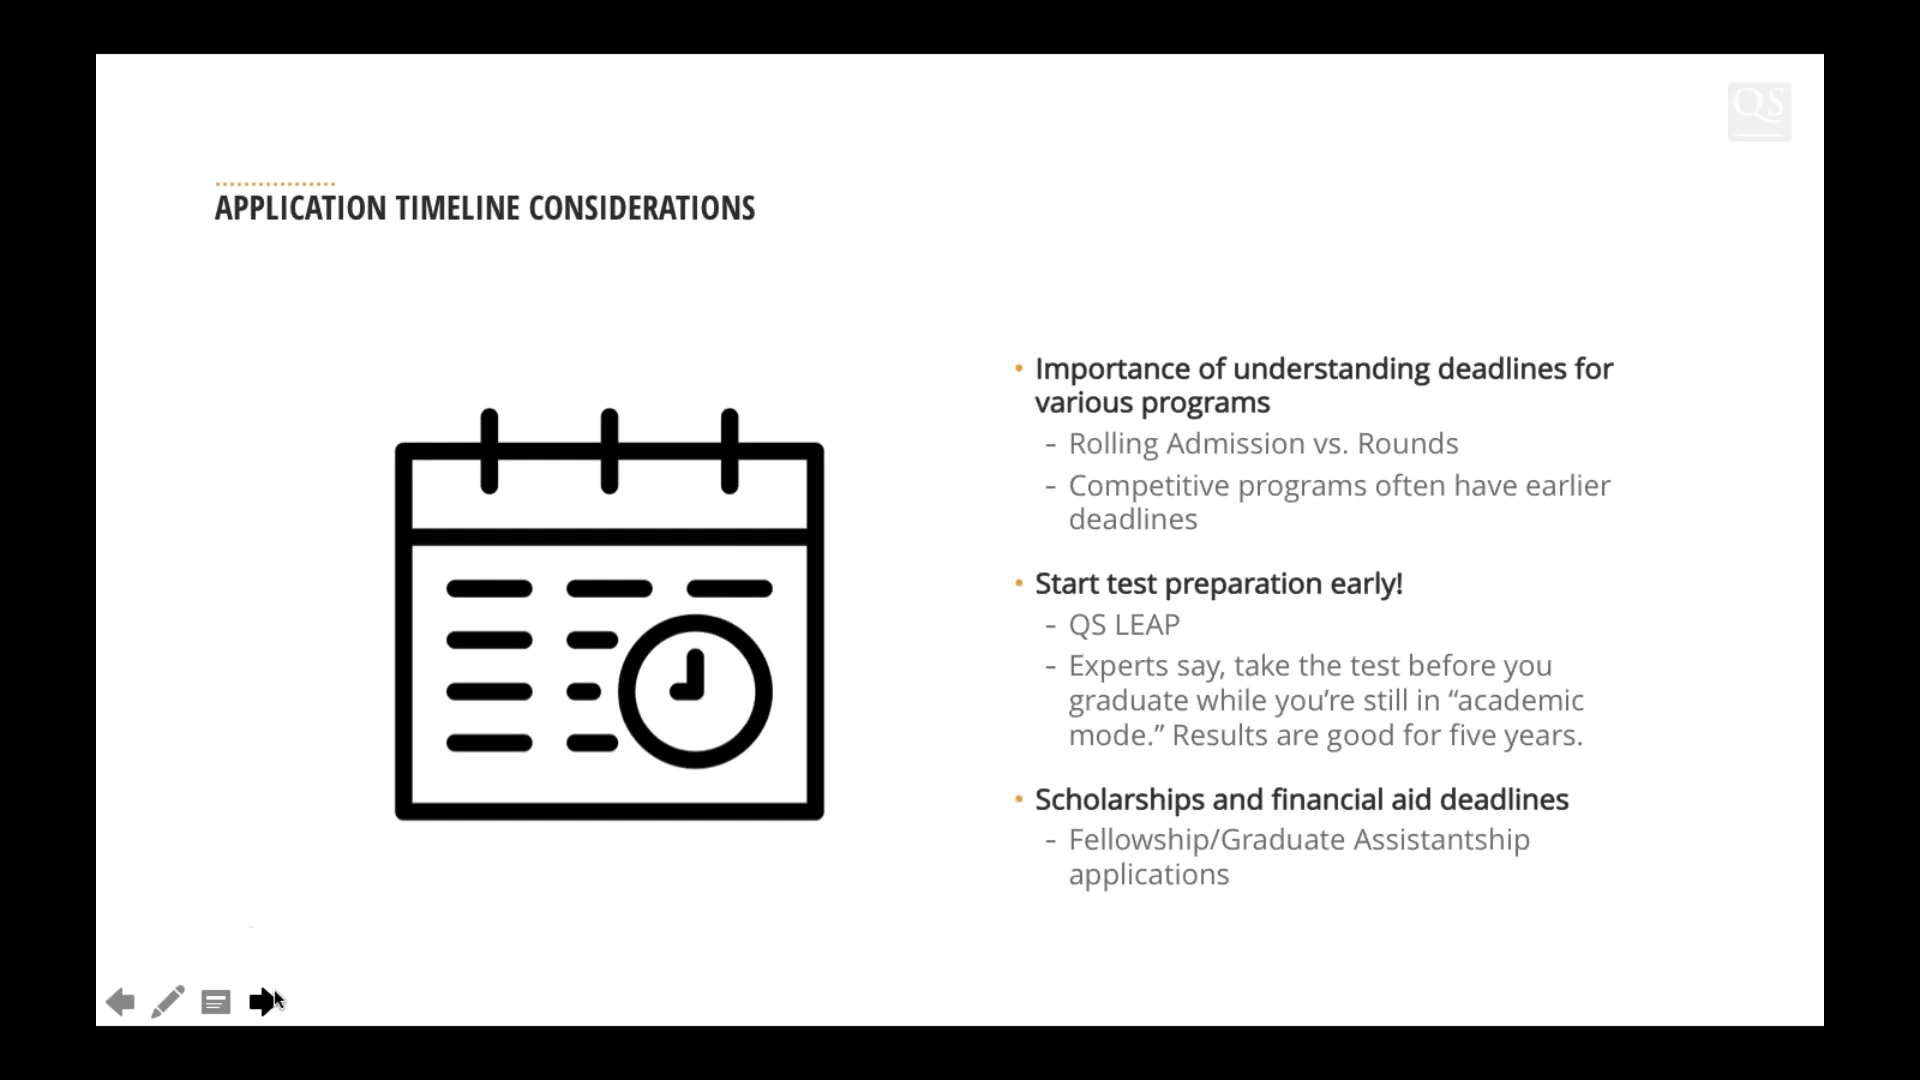 QS
APPLICATION TIMELINE CONSIDERATIONS
• Importance of understanding deadlines for
various programs
- Rolling Admission vs. Rounds
- Competitive programs often have earlier
deadlines
• Start test preparation early!
- QS LEAP
- Experts say, take the test before you
graduate while you’re still in “academic
mode.” Results are good for five years.
• Scholarships and financial aid deadlines
- Fellowship/Graduate Assistantship
applications